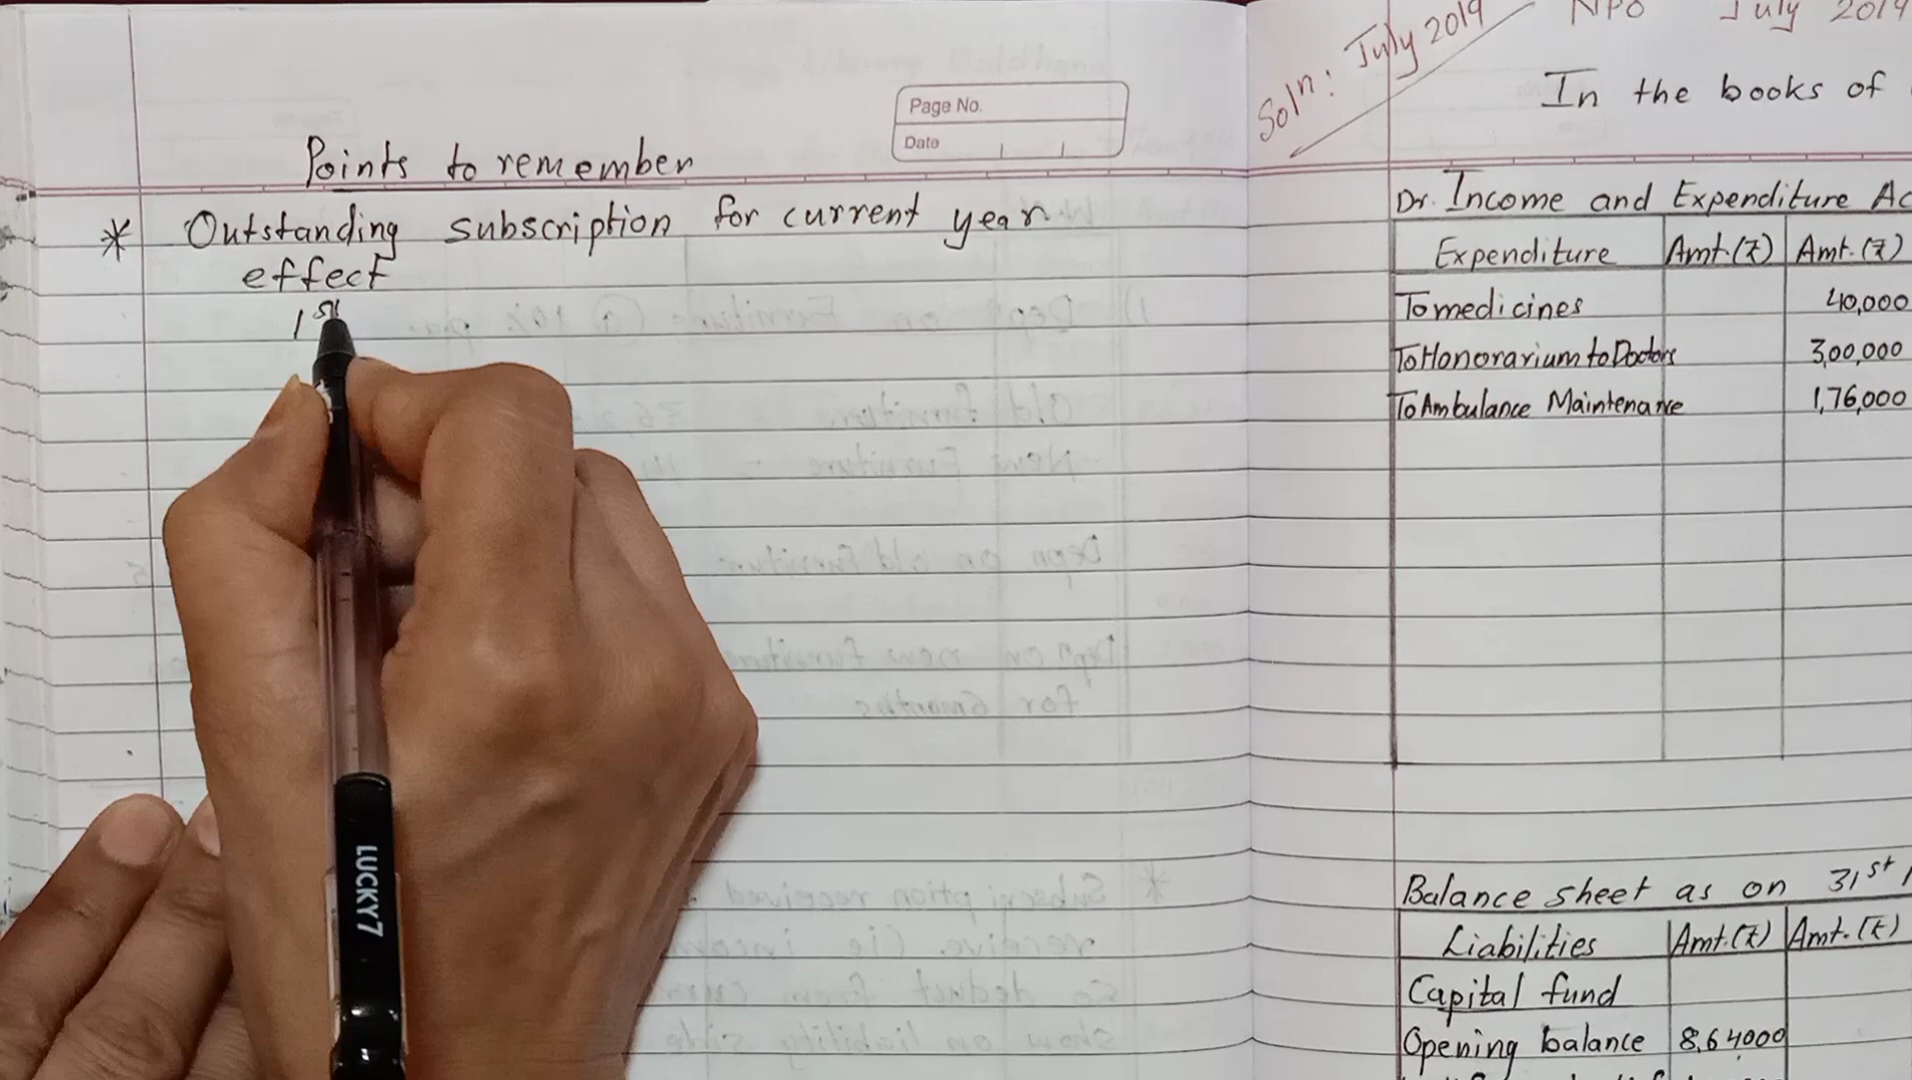 Page No.
Date
Points to remember
* Outstanding subscription for current year
effect
1st
LUCKY7
Soln: July 2019
NPO July 2019
In the books of
Dr. Income and Expenditure Ac
Expenditure Amt.(₹) Amt.(₹)
To medicines 40,000
To Honorarium to Doctors 3,00,000
To Ambulance Maintenance 1,76,000
Balance sheet as on 31st
Liabilities Amt.(₹) Amt.(₹)
Capital fund
Opening balance 8,64000